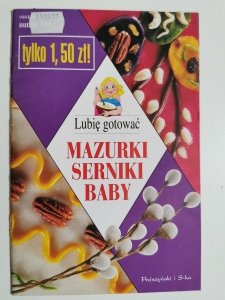 tylko 1,50 zł!
Lubię gotować
MAZURKI
SERNIKI
BABY
Prószyński i S-ka